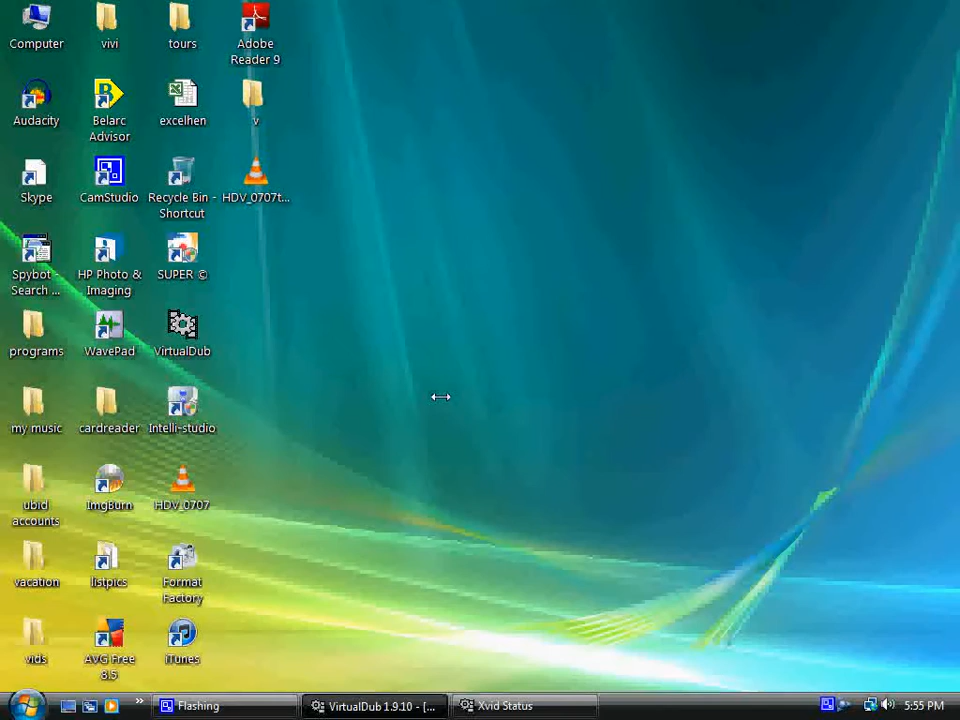 Computer
vivi
tours
Adobe
Reader 9
Audacity
Belarc
Advisor
excelhen
v
Skype
CamStudio
Recycle Bin -
Shortcut
HDV_0707t...
Spybot -
Search ...
HP Photo &
Imaging
SUPER ©
programs
WavePad
VirtualDub
my music
cardreader
Intelli-studio
ubid
accounts
ImgBurn
HDV_0707
vacation
listpics
Format
Factory
vids
AVG Free
8.5
iTunes
Flashing
VirtualDub 1.9.10 - [...
Xvid Status
5:55 PM